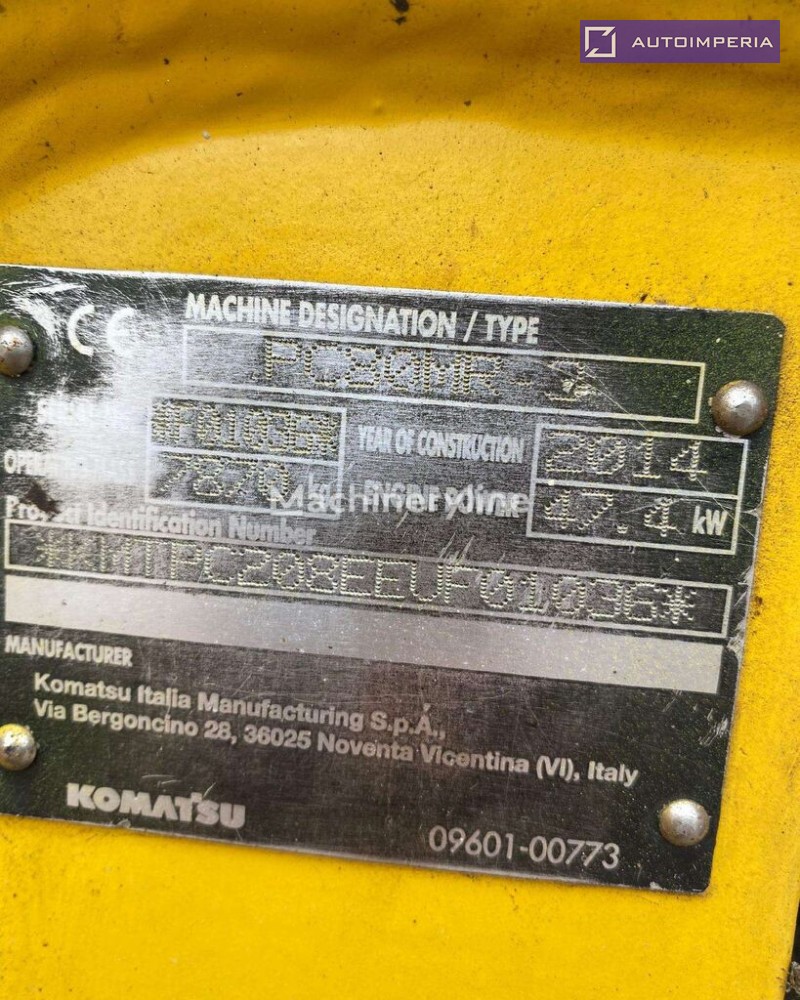 AUTOIMPERIA
CE
MACHINE DESIGNATION / TYPE
PC80MR-3
*F01036* YEAR OF CONSTRUCTION 2014
7870 kg 47.4 kW
Machineryline
Product Identification Number
*KMTPC208EEUF01036*
MANUFACTURER
Komatsu Italia Manufacturing S.p.A.,
Via Bergoncino 28, 36025 Noventa Vicentina (VI), Italy
KOMATSU
09601-00773